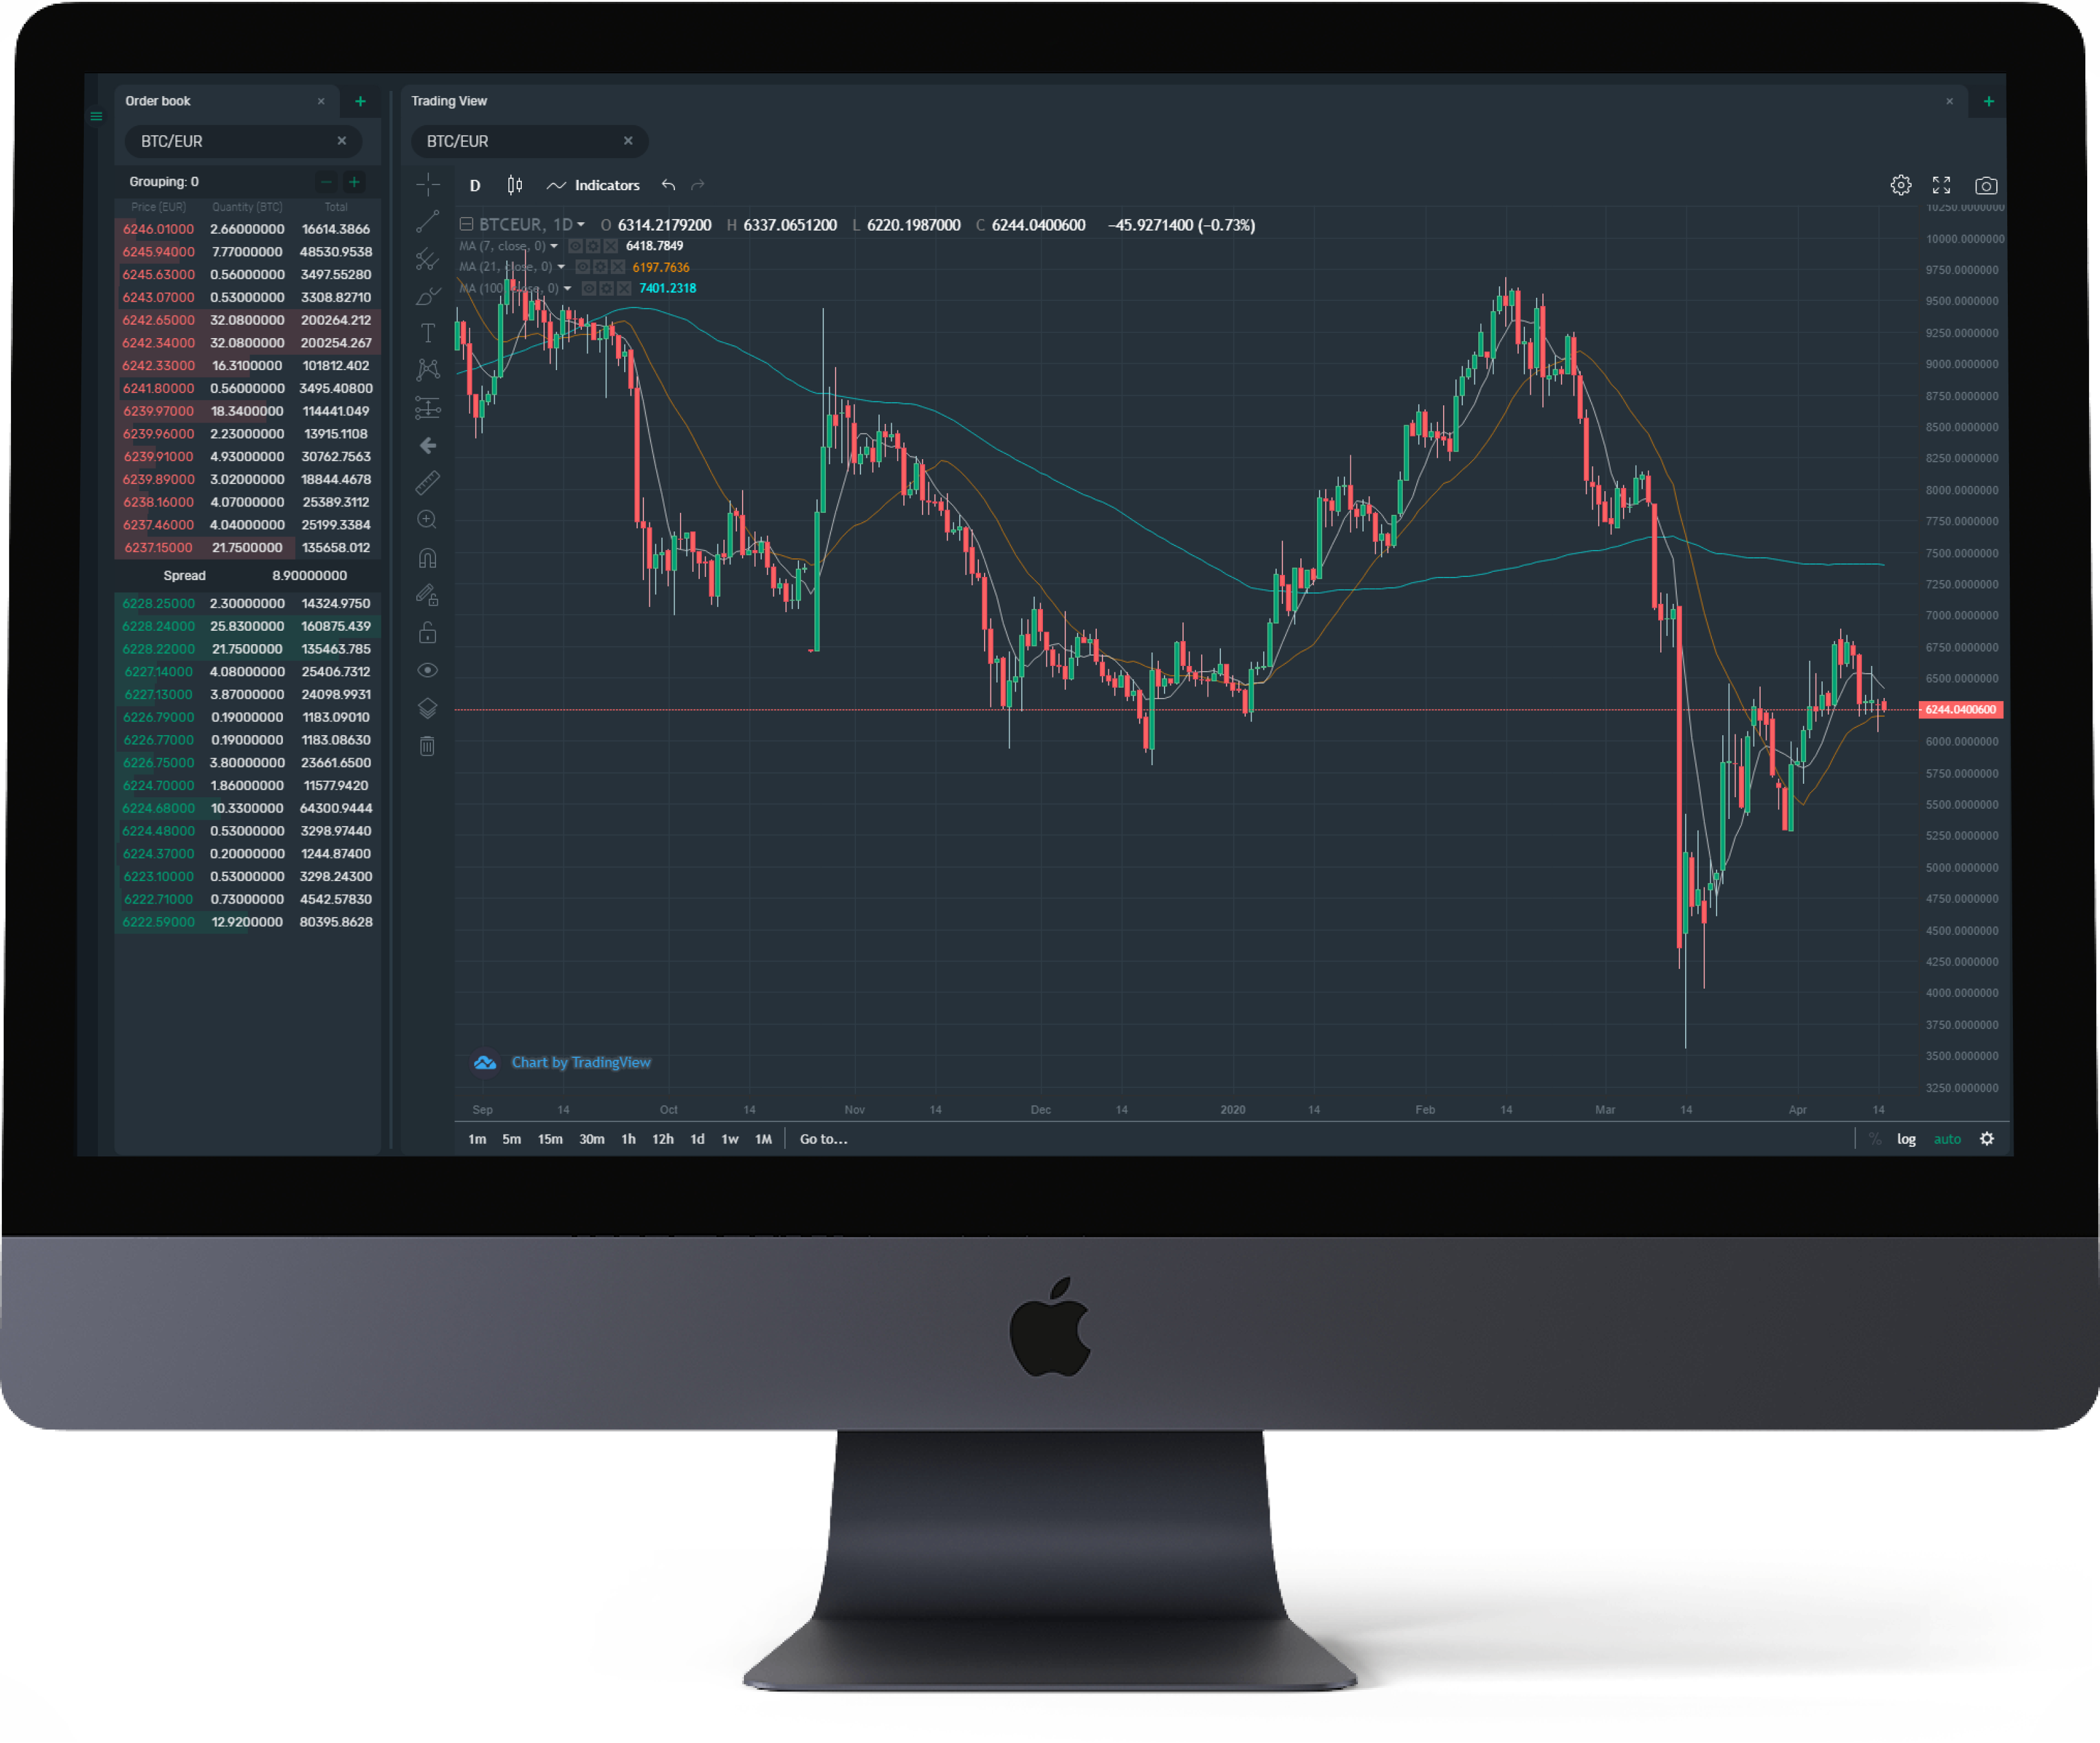 Order book
BTC/EUR
Grouping: 0
Price (EUR) Quantity (BTC) Total
6246.01000 2.66000000 16614.3866
6245.94000 7.77000000 48530.9538
6245.63000 0.56000000 3497.55280
6243.07000 0.53000000 3308.82710
6242.65000 32.0800000 200264.212
6242.34000 32.0800000 200254.267
6242.33000 16.3100000 101812.402
6241.80000 0.56000000 3495.40800
6239.97000 18.3400000 114441.049
6239.96000 2.23000000 13915.1108
6239.91000 4.93000000 30762.7563
6239.89000 3.02000000 18844.4678
6238.16000 4.07000000 25389.3112
6237.46000 4.04000000 25199.3384
6237.15000 21.7500000 135658.012
Spread 8.90000000
6228.25000 2.30000000 14324.9750
6228.24000 25.8300000 160875.439
6228.22000 21.7500000 135463.785
6227.14000 4.08000000 25406.7312
6227.13000 3.87000000 24098.9931
6226.79000 0.19000000 1183.09010
6226.77000 0.19000000 1183.08630
6226.75000 3.80000000 23661.6500
6224.70000 1.86000000 11577.9420
6224.68000 10.3300000 64300.9444
6224.48000 0.53000000 3298.97440
6224.37000 0.20000000 1244.87400
6223.10000 0.53000000 3298.24300
6222.71000 0.73000000 4542.57830
6222.59000 12.9200000 80395.8628
Trading View
BTC/EUR
D Indicators
BTCEUR, 1D O 6314.2179200 H 6337.0651200 L 6220.1987000 C 6244.0400600 −45.9271400 (−0.73%)
MA (7, close, 0) 6418.7849
MA (21, close, 0) 6197.7636
MA (100, close, 0) 7401.2318
10250.0000000
10000.0000000
9750.0000000
9500.0000000
9250.0000000
9000.0000000
8750.0000000
8500.0000000
8250.0000000
8000.0000000
7750.0000000
7500.0000000
7250.0000000
7000.0000000
6750.0000000
6500.0000000
6244.0400600
6000.0000000
5750.0000000
5500.0000000
5250.0000000
5000.0000000
4750.0000000
4500.0000000
4250.0000000
4000.0000000
3750.0000000
3500.0000000
3250.0000000
Chart by TradingView
Sep 14 Oct 14 Nov 14 Dec 14 2020 14 Feb 14 Mar 14 Apr 14
1m 5m 15m 30m 1h 12h 1d 1w 1M Go to... % log auto